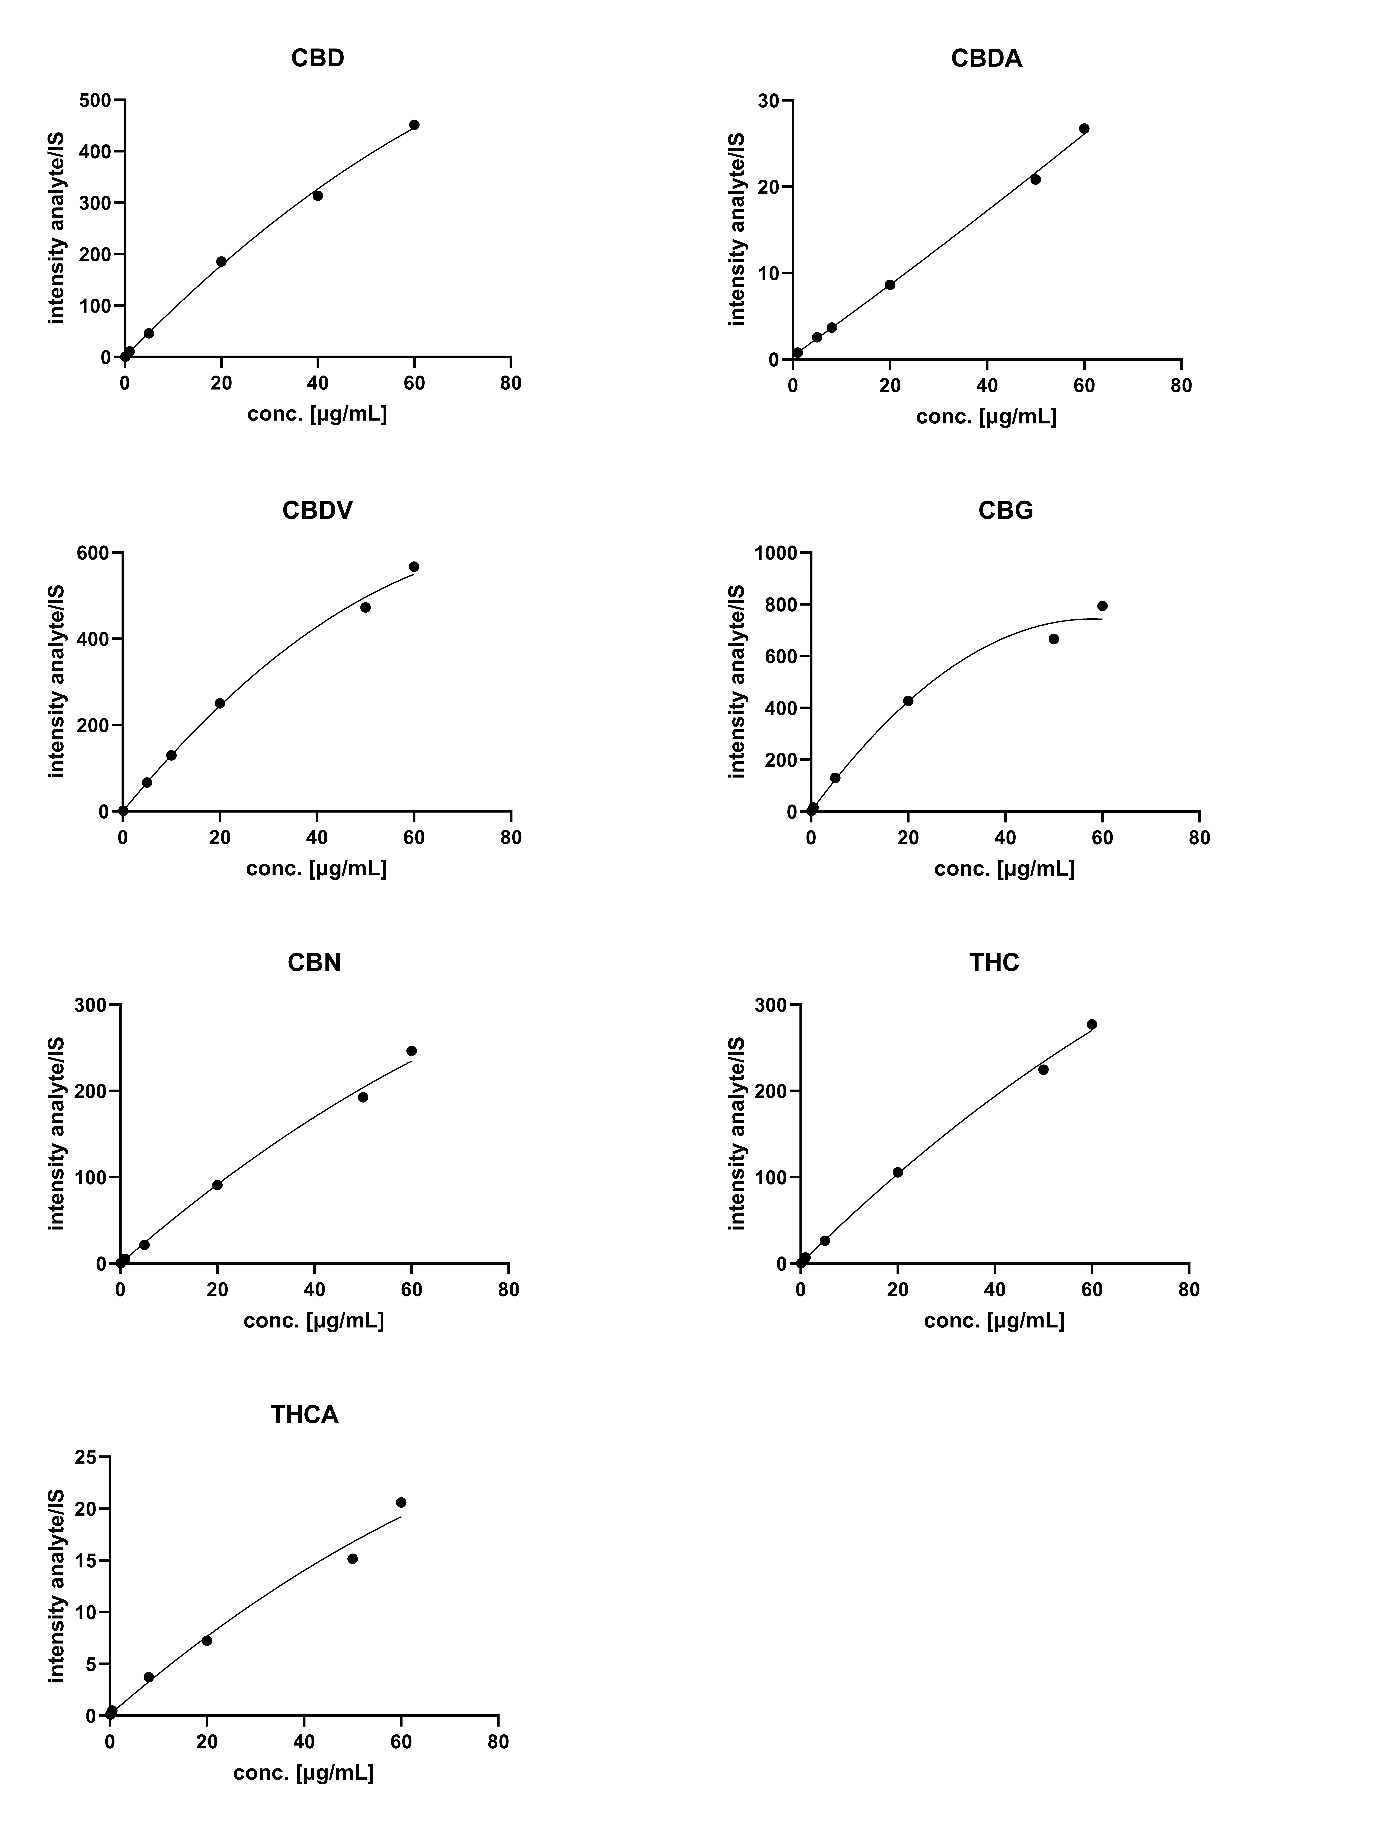 CBD
intensity analyte/IS
500
400
300
200
100
0
0 20 40 60 80
conc. [µg/mL]
CBDA
intensity analyte/IS
30
20
10
0
0 20 40 60 80
conc. [µg/mL]
CBDV
intensity analyte/IS
600
400
200
0
0 20 40 60 80
conc. [µg/mL]
CBG
intensity analyte/IS
1000
800
600
400
200
0
0 20 40 60 80
conc. [µg/mL]
CBN
intensity analyte/IS
300
200
100
0
0 20 40 60 80
conc. [µg/mL]
THC
intensity analyte/IS
300
200
100
0
0 20 40 60 80
conc. [µg/mL]
THCA
intensity analyte/IS
25
20
15
10
5
0
0 20 40 60 80
conc. [µg/mL]